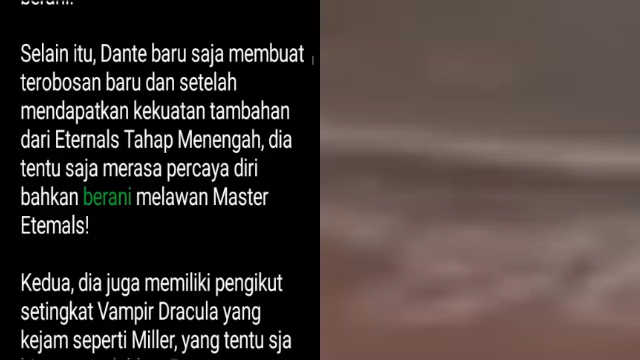 Selain itu, Dante baru saja membuat
terobosan baru dan setelah
mendapatkan kekuatan tambahan
dari Eternals Tahap Menengah, dia
tentu saja merasa percaya diri
bahkan berani melawan Master
Etemals!
Kedua, dia juga memiliki pengikut
setingkat Vampir Dracula yang
kejam seperti Miller, yang tentu sja